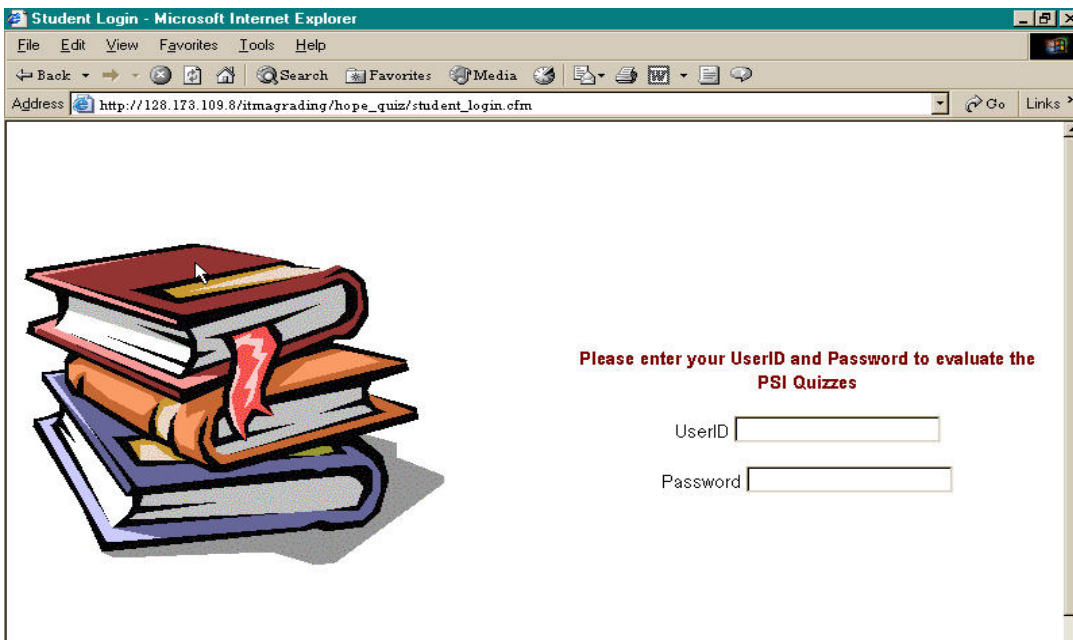 Student Login - Microsoft Internet Explorer
File Edit View Favorites Tools Help
Back Search Favorites Media W
Address http://128.173.109.8/itmagrading/hope_quiz/student_login.cfm Go Links
Please enter your UserID and Password to evaluate the
PSI Quizzes
UserID
Password